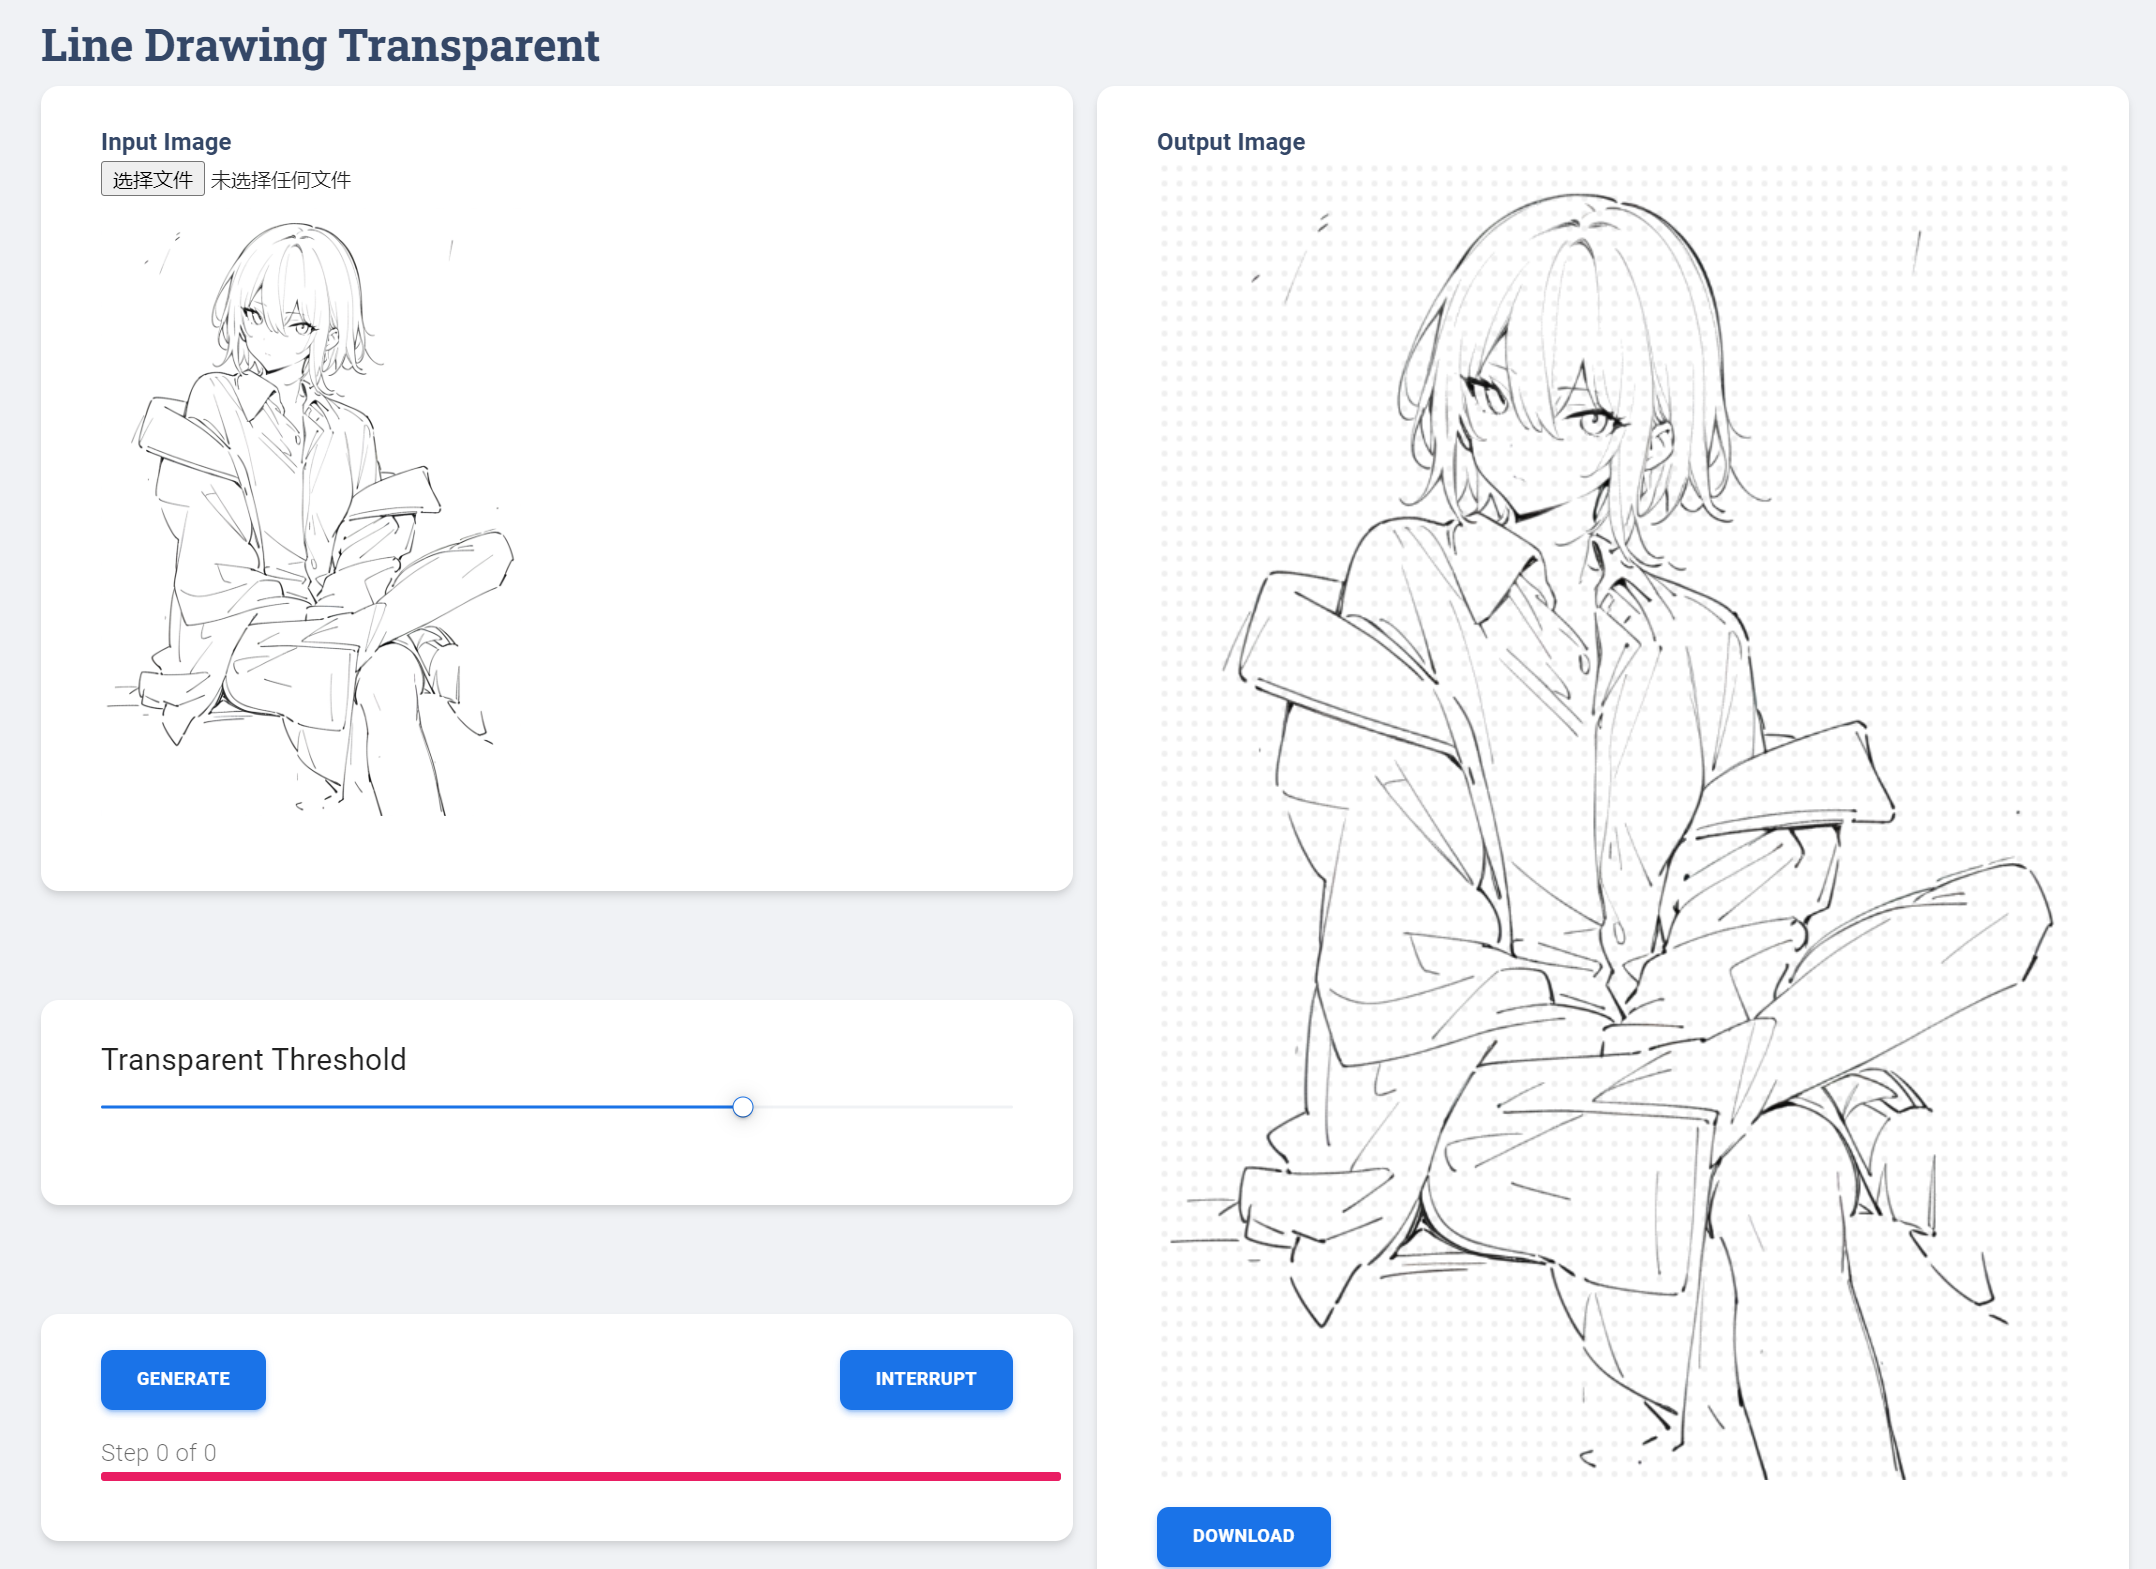 Line Drawing Transparent
Input Image
选择文件 未选择任何文件
Transparent Threshold
GENERATE
INTERRUPT
Step 0 of 0
Output Image
DOWNLOAD